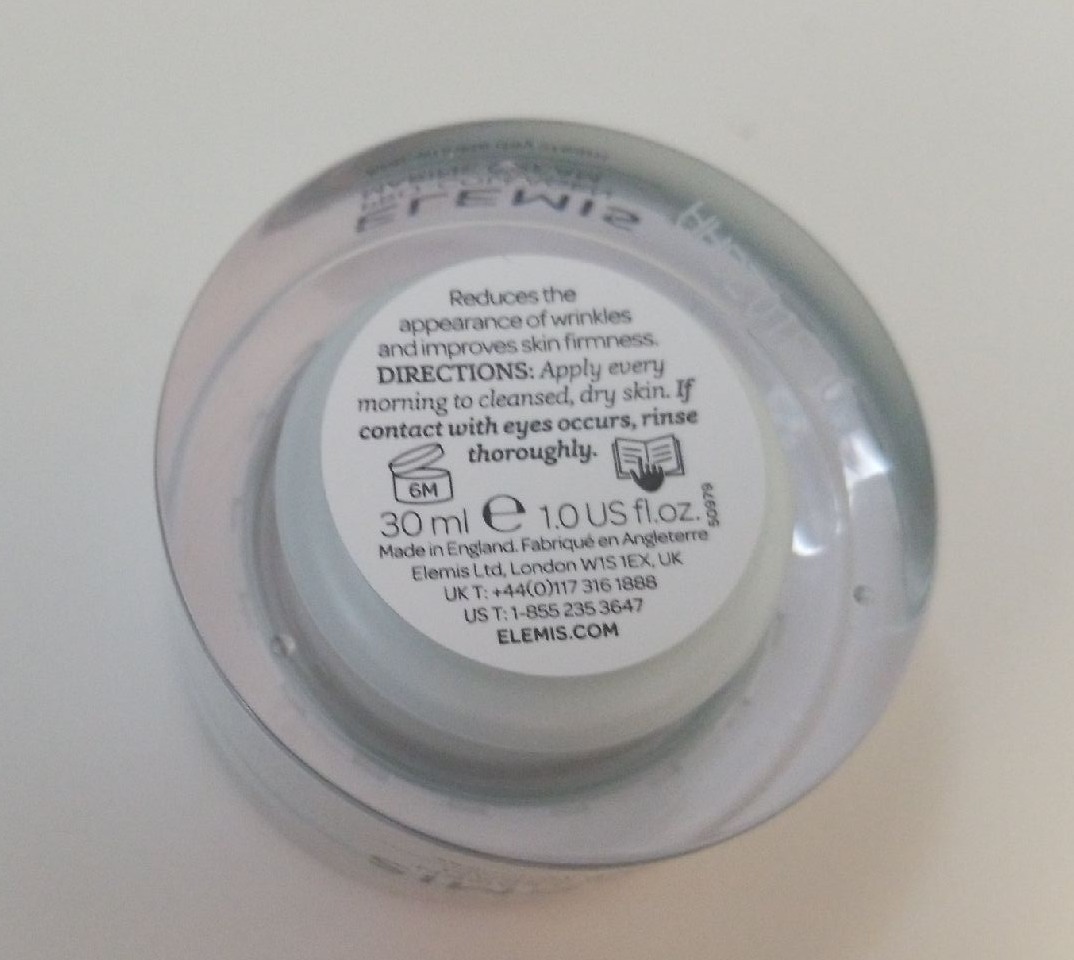 ELEMIS
Reduces the
appearance of wrinkles
and improves skin firmness.
DIRECTIONS: Apply every
morning to cleansed, dry skin. If
contact with eyes occurs, rinse
thoroughly.
6M
30 ml e 1.0 US fl.oz.
50979
Made in England. Fabriqué en Angleterre
Elemis Ltd, London W1S 1EX, UK
UK T: +44(0)117 316 1888
US T: 1-855 235 3647
ELEMIS.COM